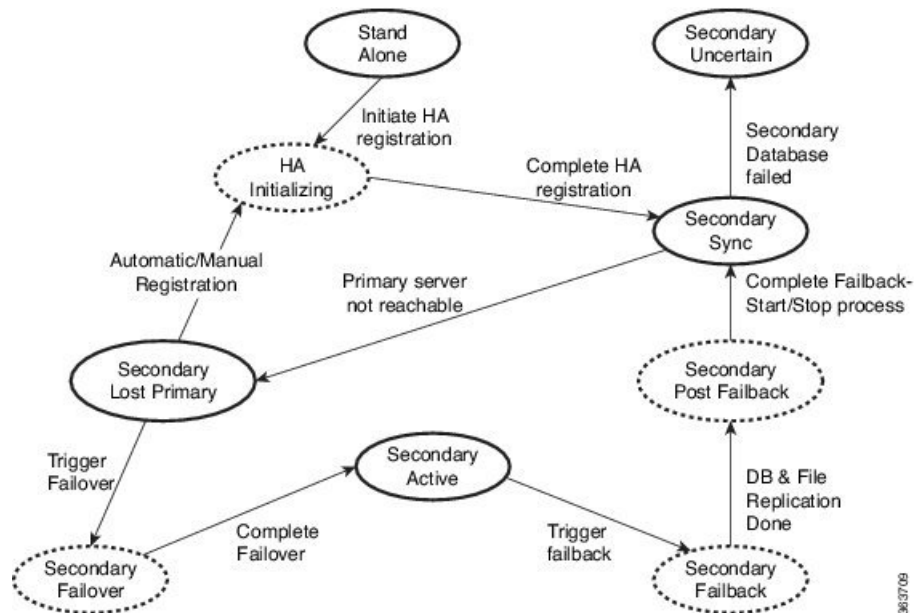 Stand
Alone
Secondary
Uncertain
Initiate HA
registration
Secondary
Database
failed
HA
Initializing
Complete HA
registration
Secondary
Sync
Automatic/Manual
Registration
Primary server
not reachable
Complete Failback-
Start/Stop process
Secondary
Lost Primary
Secondary
Post Failback
Trigger
Failover
Secondary
Active
DB & File
Replication
Done
Complete
Failover
Trigger
failback
Secondary
Failover
Secondary
Failback